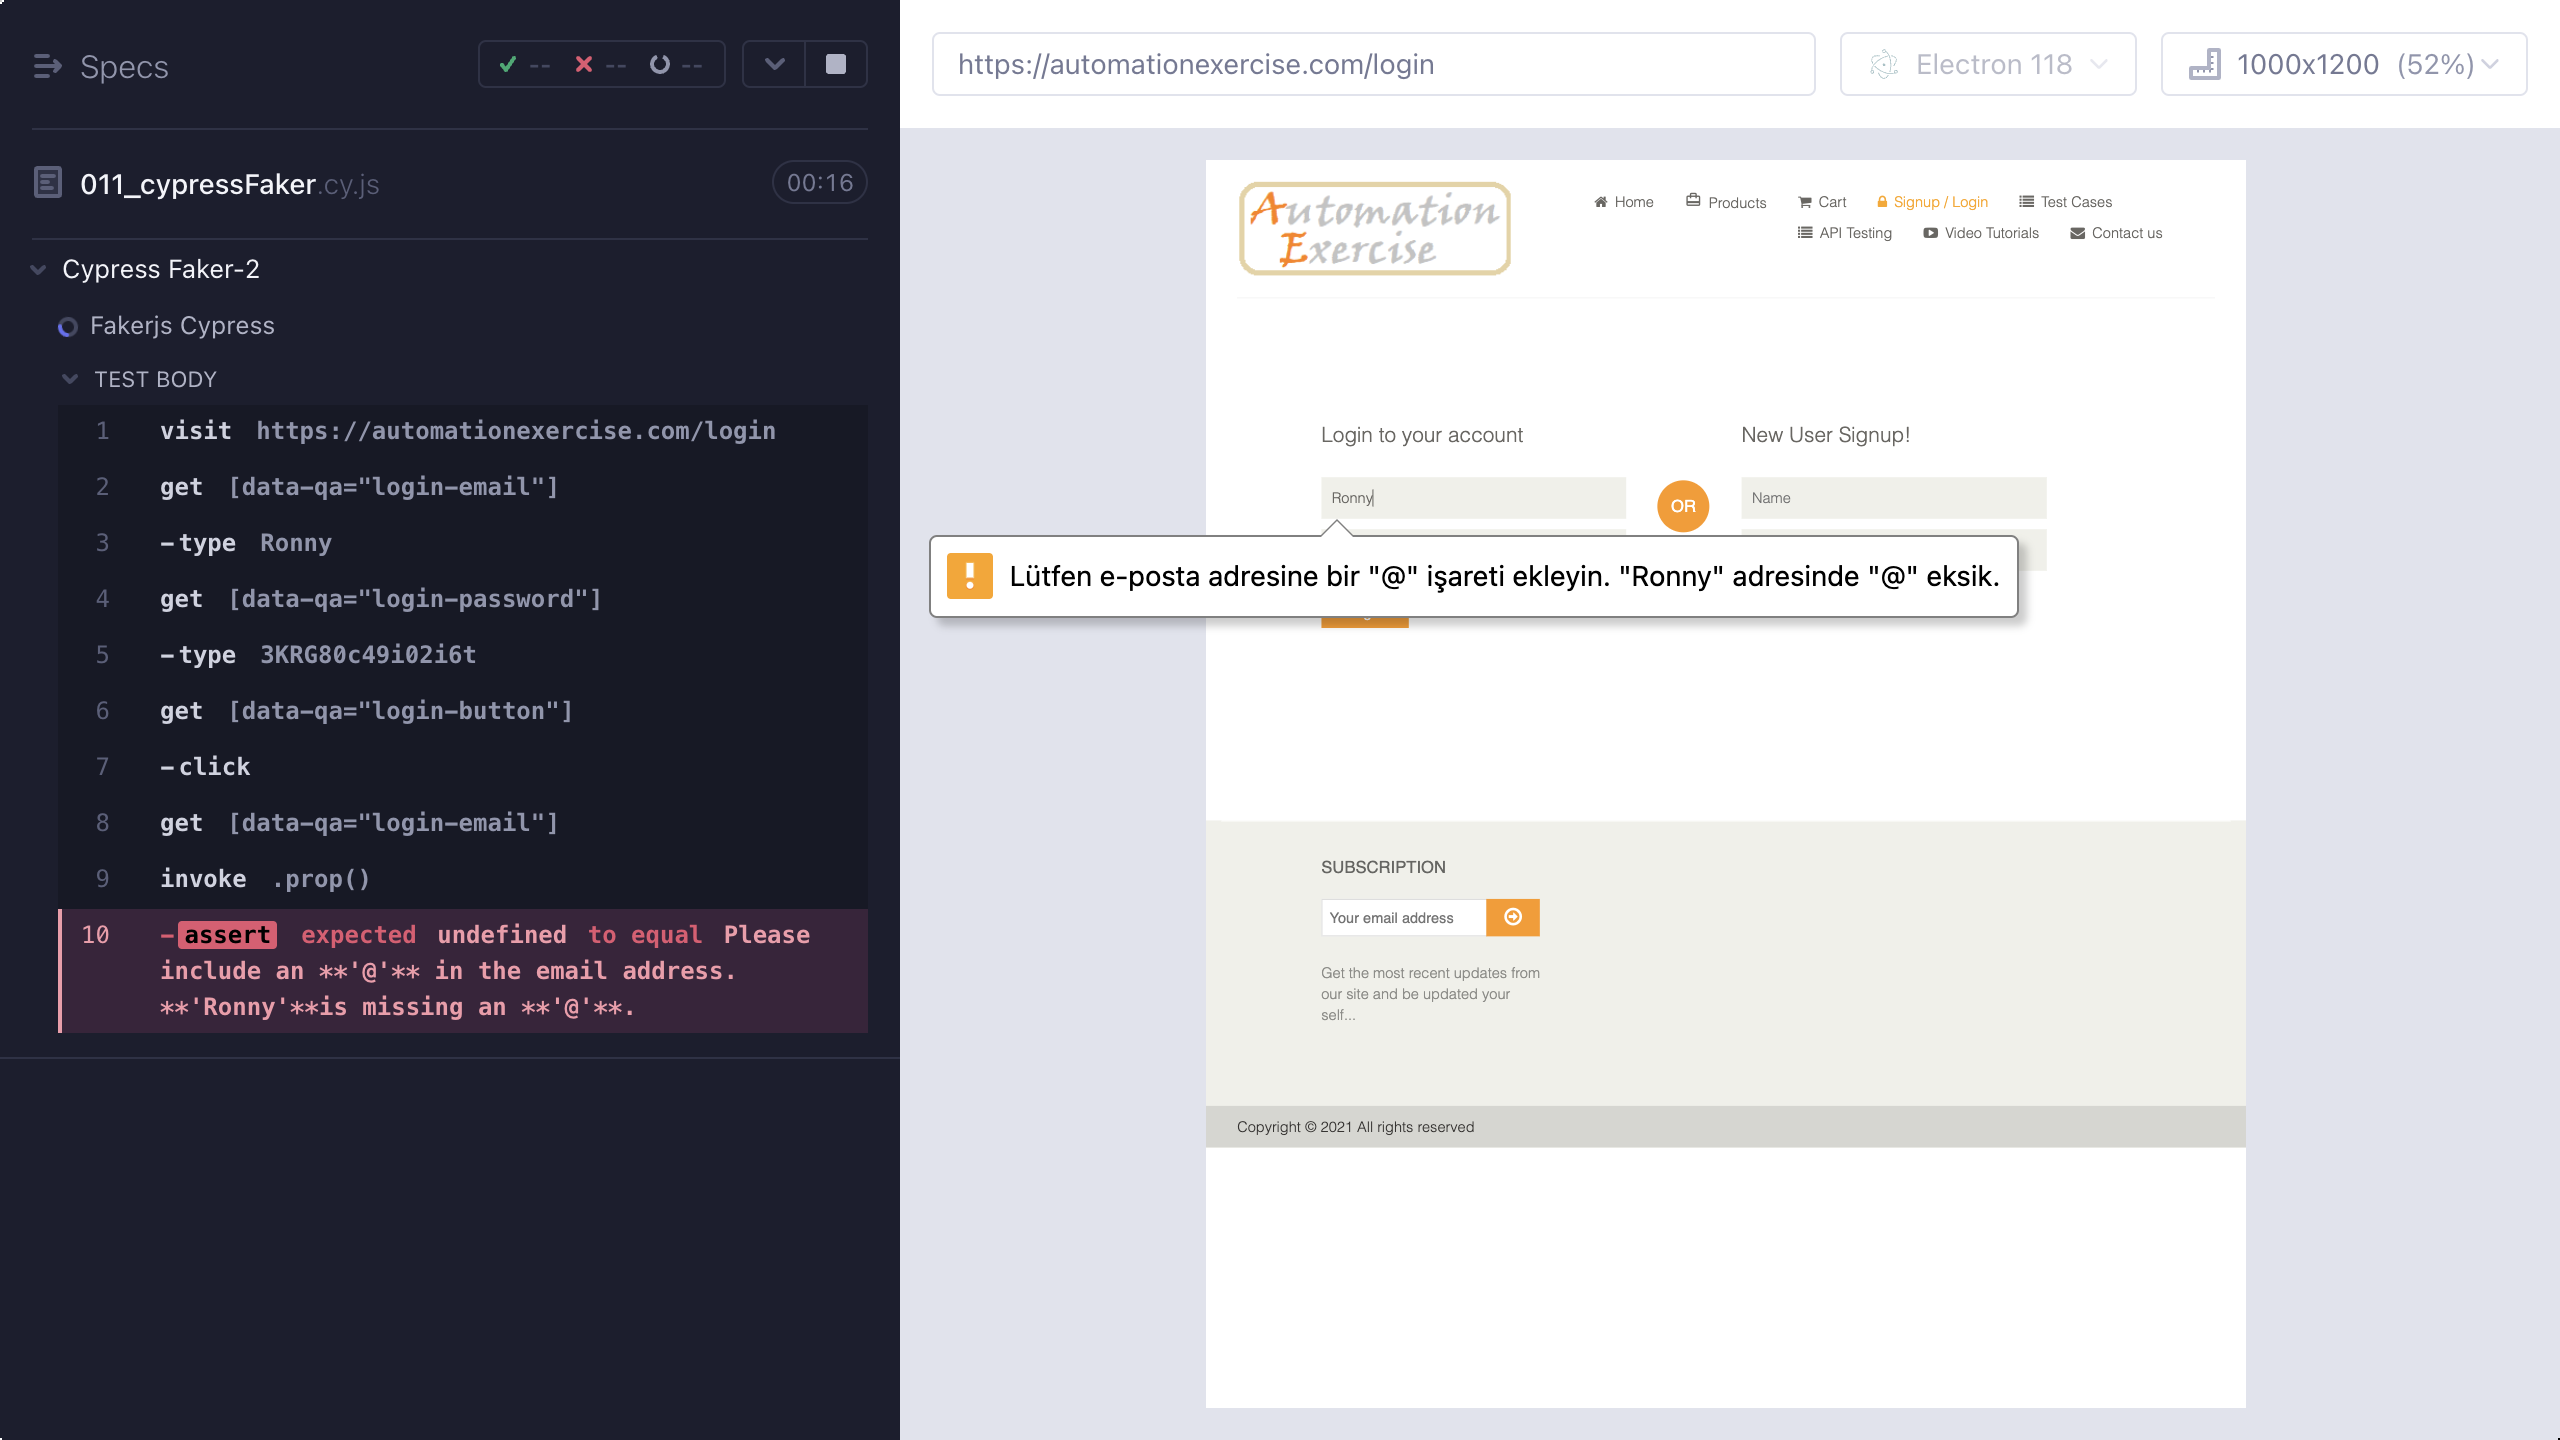 Specs
-- -- --
011_cypressFaker.cy.js
00:16
Cypress Faker-2
Fakerjs Cypress
TEST BODY
1 visit https://automationexercise.com/login
2 get [data-qa="login-email"]
3 -type Ronny
4 get [data-qa="login-password"]
5 -type 3KRG80c49i02i6t
6 get [data-qa="login-button"]
7 -click
8 get [data-qa="login-email"]
9 invoke .prop()
10 -assert expected undefined to equal Please
include an **'@'** in the email address.
**'Ronny'**is missing an **'@'**.
https://automationexercise.com/login
Electron 118
1000x1200 (52%)
Automation
Exercise
Home Products Cart Signup / Login Test Cases
API Testing Video Tutorials Contact us
Login to your account
Ronny
OR
New User Signup!
Name
! Lütfen e-posta adresine bir "@" işareti ekleyin. "Ronny" adresinde "@" eksik.
SUBSCRIPTION
Your email address
Get the most recent updates from
our site and be updated your
self...
Copyright © 2021 All rights reserved